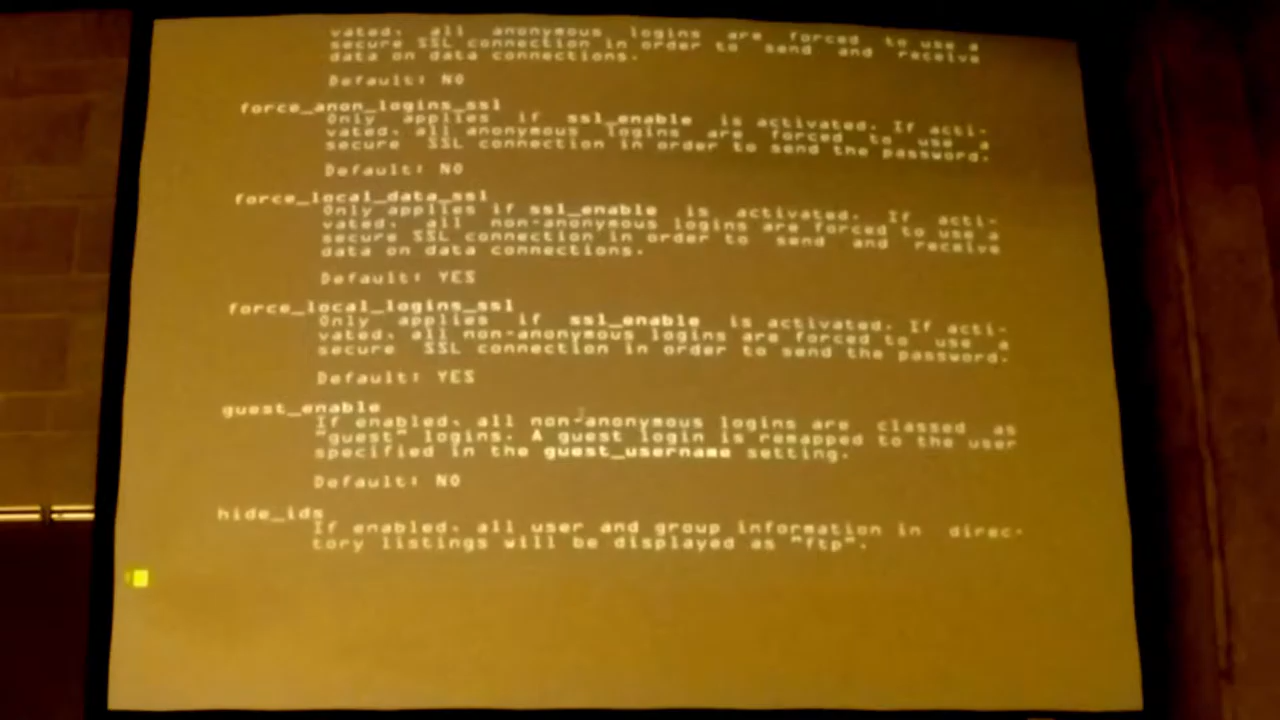 vated, all anonymous logins are forced to use a
secure SSL connection in order to send and receive
data on data connections.
Default: NO
force_anon_logins_ssl
Only applies if ssl_enable is activated. If acti-
vated, all anonymous logins are forced to use a
secure SSL connection in order to send the password.
Default: NO
force_local_data_ssl
Only applies if ssl_enable is activated. If acti-
vated, all non-anonymous logins are forced to use a
secure SSL connection in order to send and receive
data on data connections.
Default: YES
force_local_logins_ssl
Only applies if ssl_enable is activated. If acti-
vated, all non-anonymous logins are forced to use a
secure SSL connection in order to send the password.
Default: YES
guest_enable
If enabled, all non-anonymous logins are classed as
"guest" logins. A guest login is remapped to the user
specified in the guest_username setting.
Default: NO
hide_ids
If enabled, all user and group information in direc-
tory listings will be displayed as "ftp".